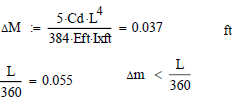 ΔM := 5·Cd·L⁴ / 384·Eft·Ixft = 0.037 ft
L / 360 = 0.055 Δm < L / 360